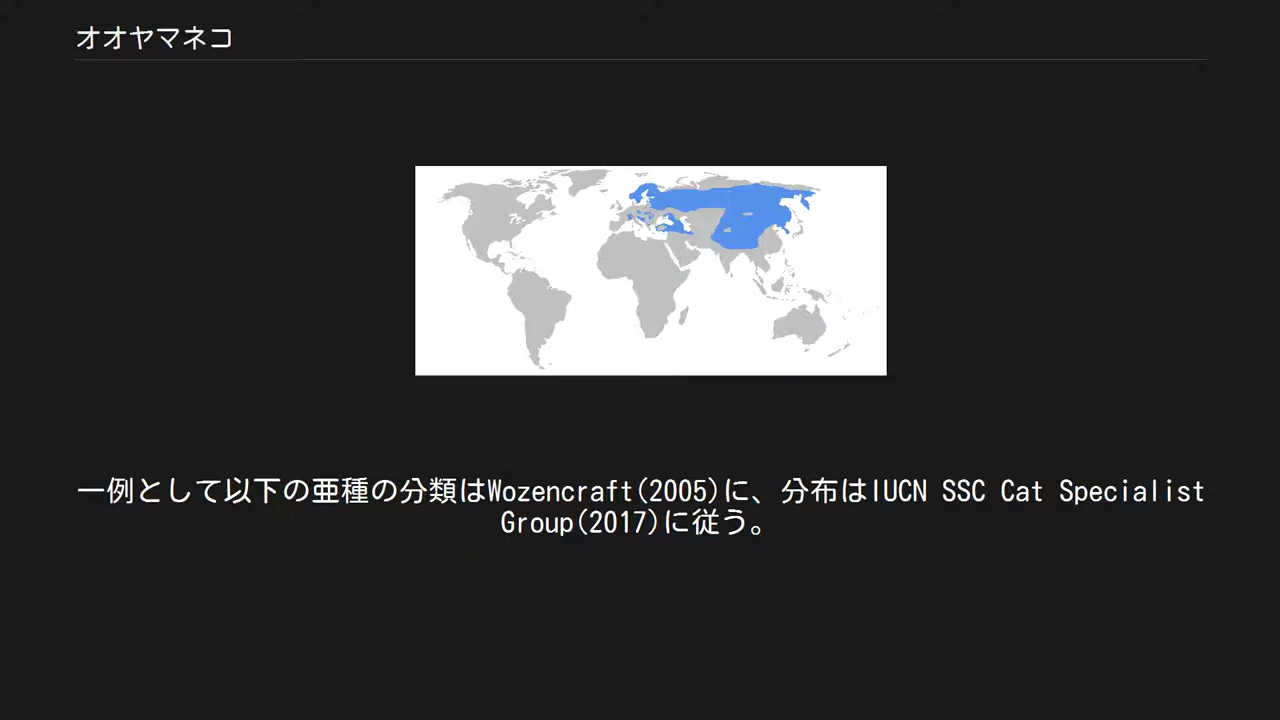 オオヤマネコ
一例として以下の亜種の分類はWozencraft(2005)に、分布はIUCN SSC Cat Specialist
Group(2017)に従う。